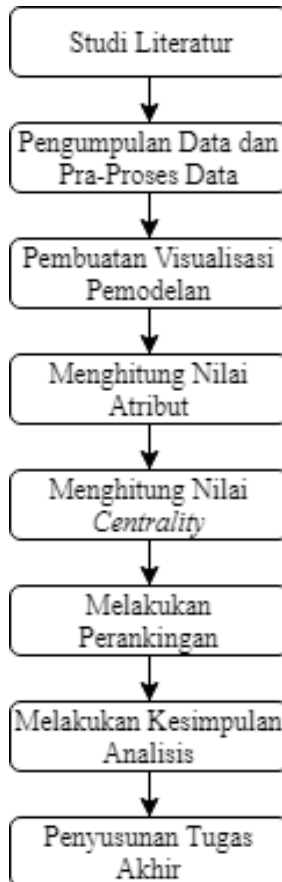 Studi Literatur
Pengumpulan Data dan
Pra-Proses Data
Pembuatan Visualisasi
Pemodelan
Menghitung Nilai
Atribut
Menghitung Nilai
Centrality
Melakukan
Perankingan
Melakukan Kesimpulan
Analisis
Penyusunan Tugas
Akhir